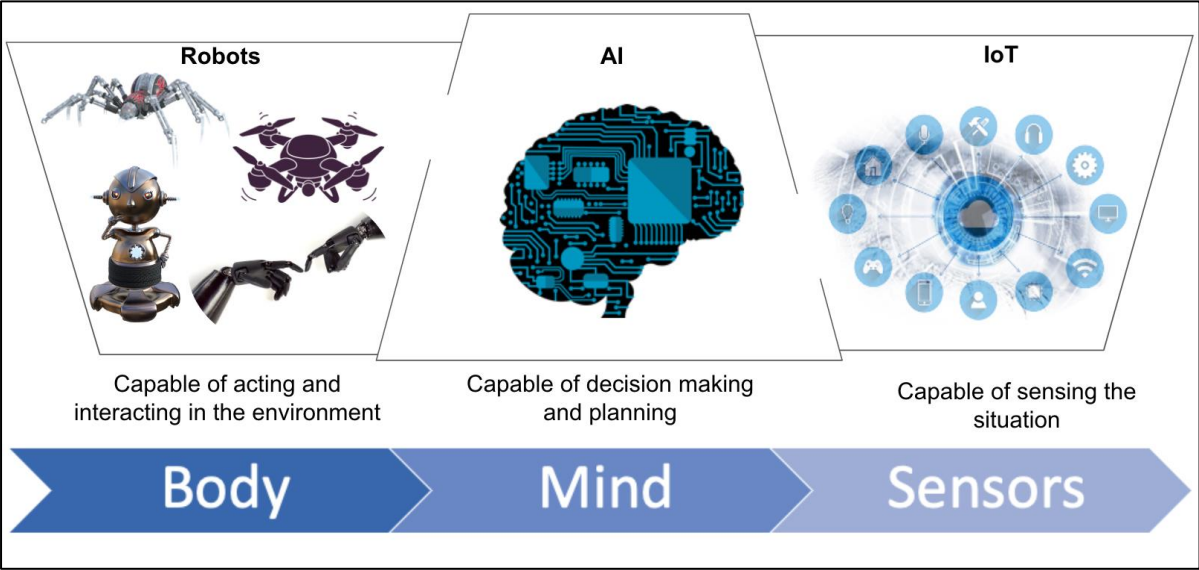 Robots
AI
IoT
Capable of acting and
interacting in the environment
Capable of decision making
and planning
Capable of sensing the
situation
Body
Mind
Sensors